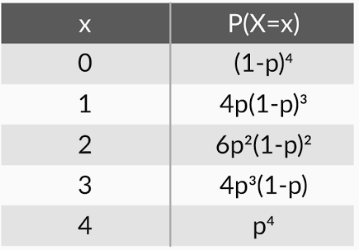 x P(X=x)
0 (1-p)⁴
1 4p(1-p)³
2 6p²(1-p)²
3 4p³(1-p)
4 p⁴